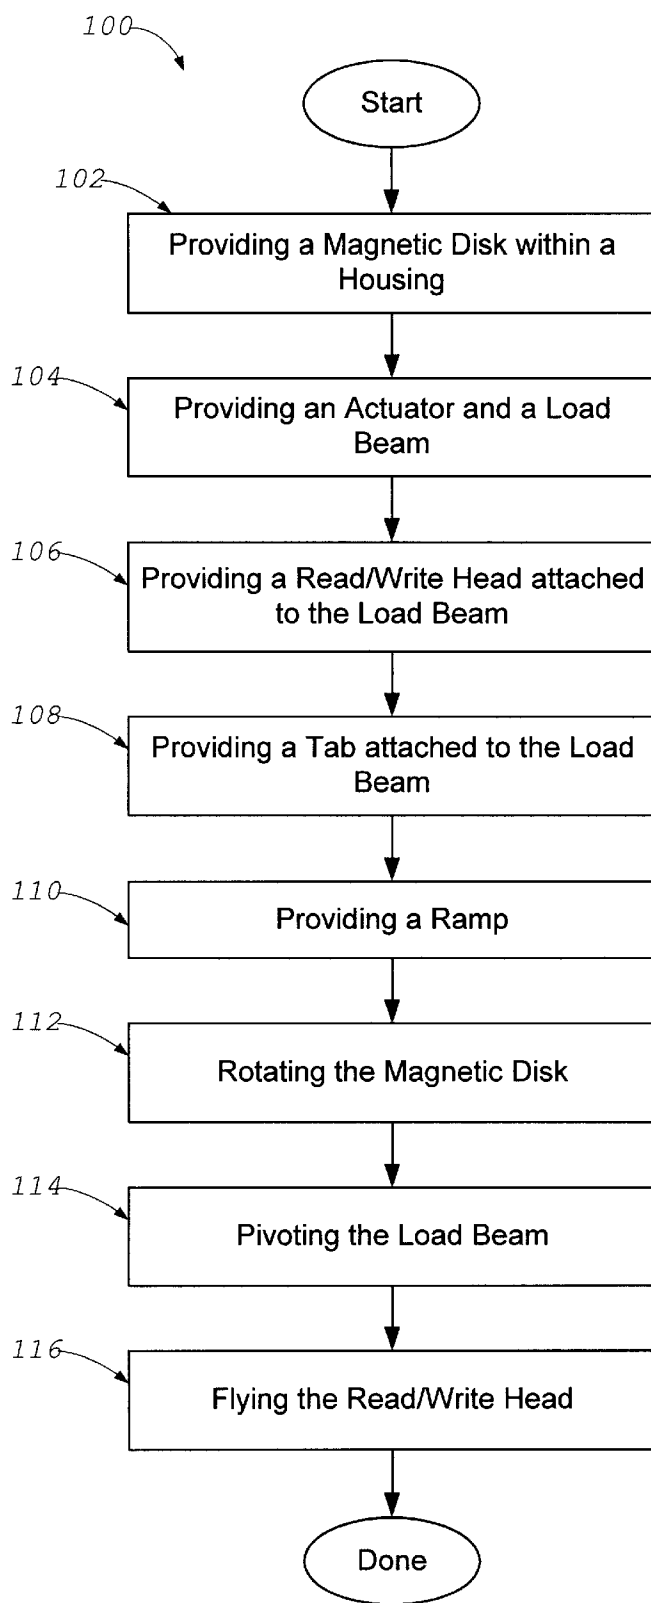 100
Start
102
Providing a Magnetic Disk within a
Housing
104
Providing an Actuator and a Load
Beam
106
Providing a Read/Write Head attached
to the Load Beam
108
Providing a Tab attached to the Load
Beam
110
Providing a Ramp
112
Rotating the Magnetic Disk
114
Pivoting the Load Beam
116
Flying the Read/Write Head
Done